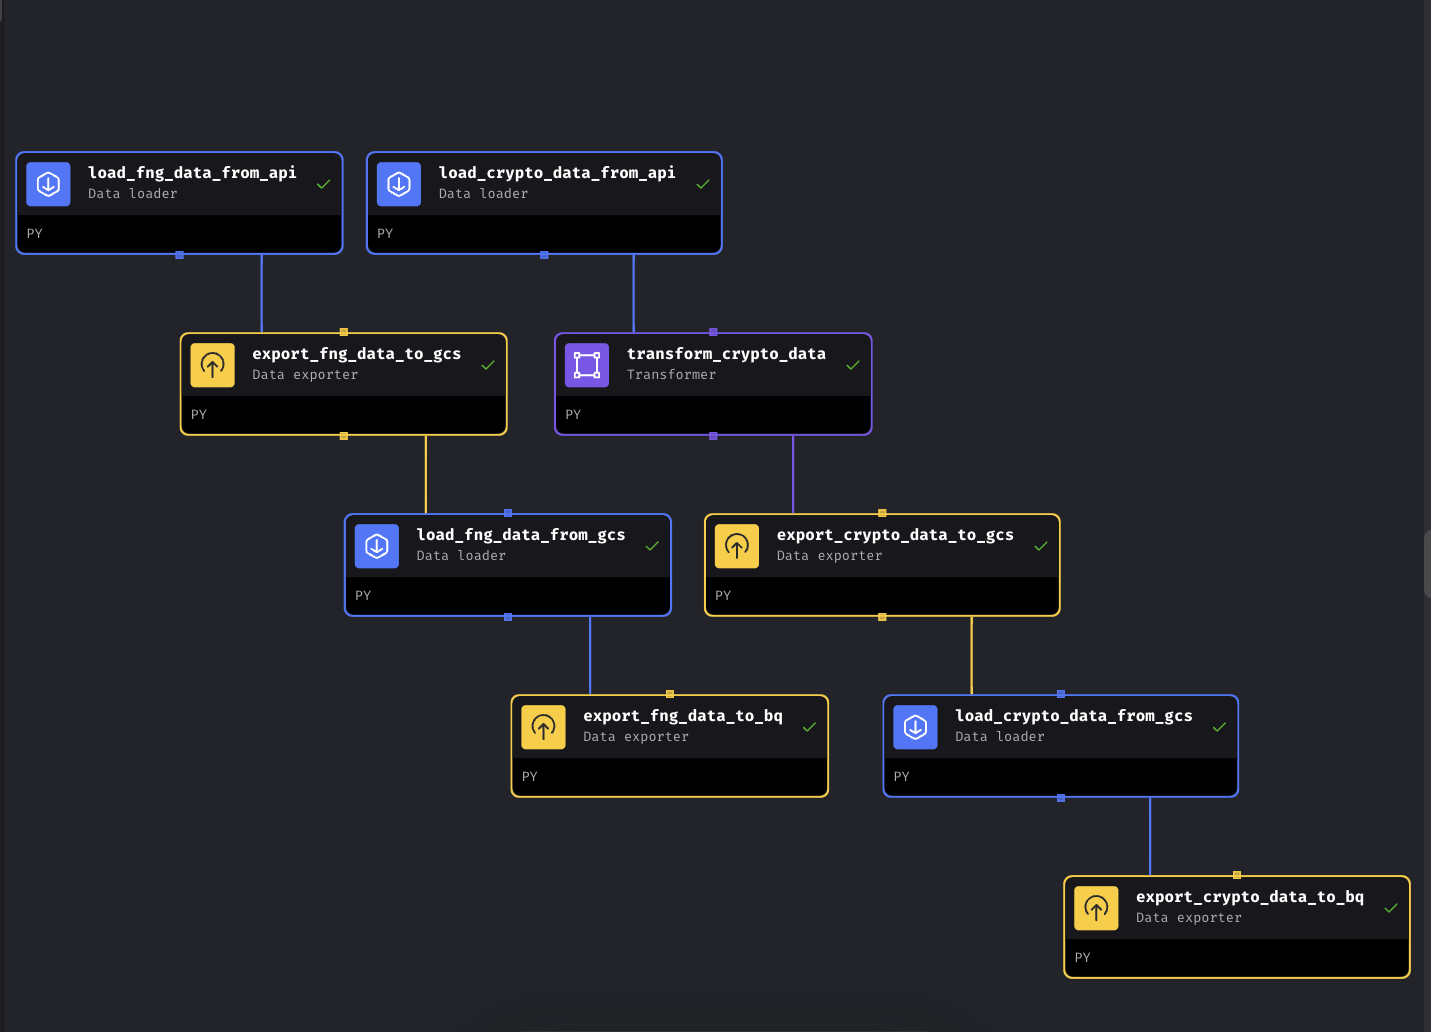 load_fng_data_from_api
Data loader
PY
load_crypto_data_from_api
Data loader
PY
export_fng_data_to_gcs
Data exporter
PY
transform_crypto_data
Transformer
PY
load_fng_data_from_gcs
Data loader
PY
export_crypto_data_to_gcs
Data exporter
PY
export_fng_data_to_bq
Data exporter
PY
load_crypto_data_from_gcs
Data loader
PY
export_crypto_data_to_bq
Data exporter
PY